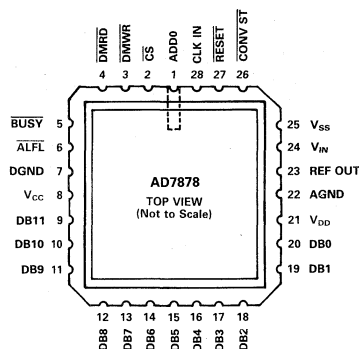 DMRD
DMWR
CS
ADD0
CLK IN
RESET
CONV ST
4 3 2 1 28 27 26
BUSY 5
ALFL 6
DGND 7
VCC 8
DB11 9
DB10 10
DB9 11
AD7878
TOP VIEW
(Not to Scale)
25 VSS
24 VIN
23 REF OUT
22 AGND
21 VDD
20 DB0
19 DB1
12 13 14 15 16 17 18
DB8
DB7
DB6
DB5
DB4
DB3
DB2